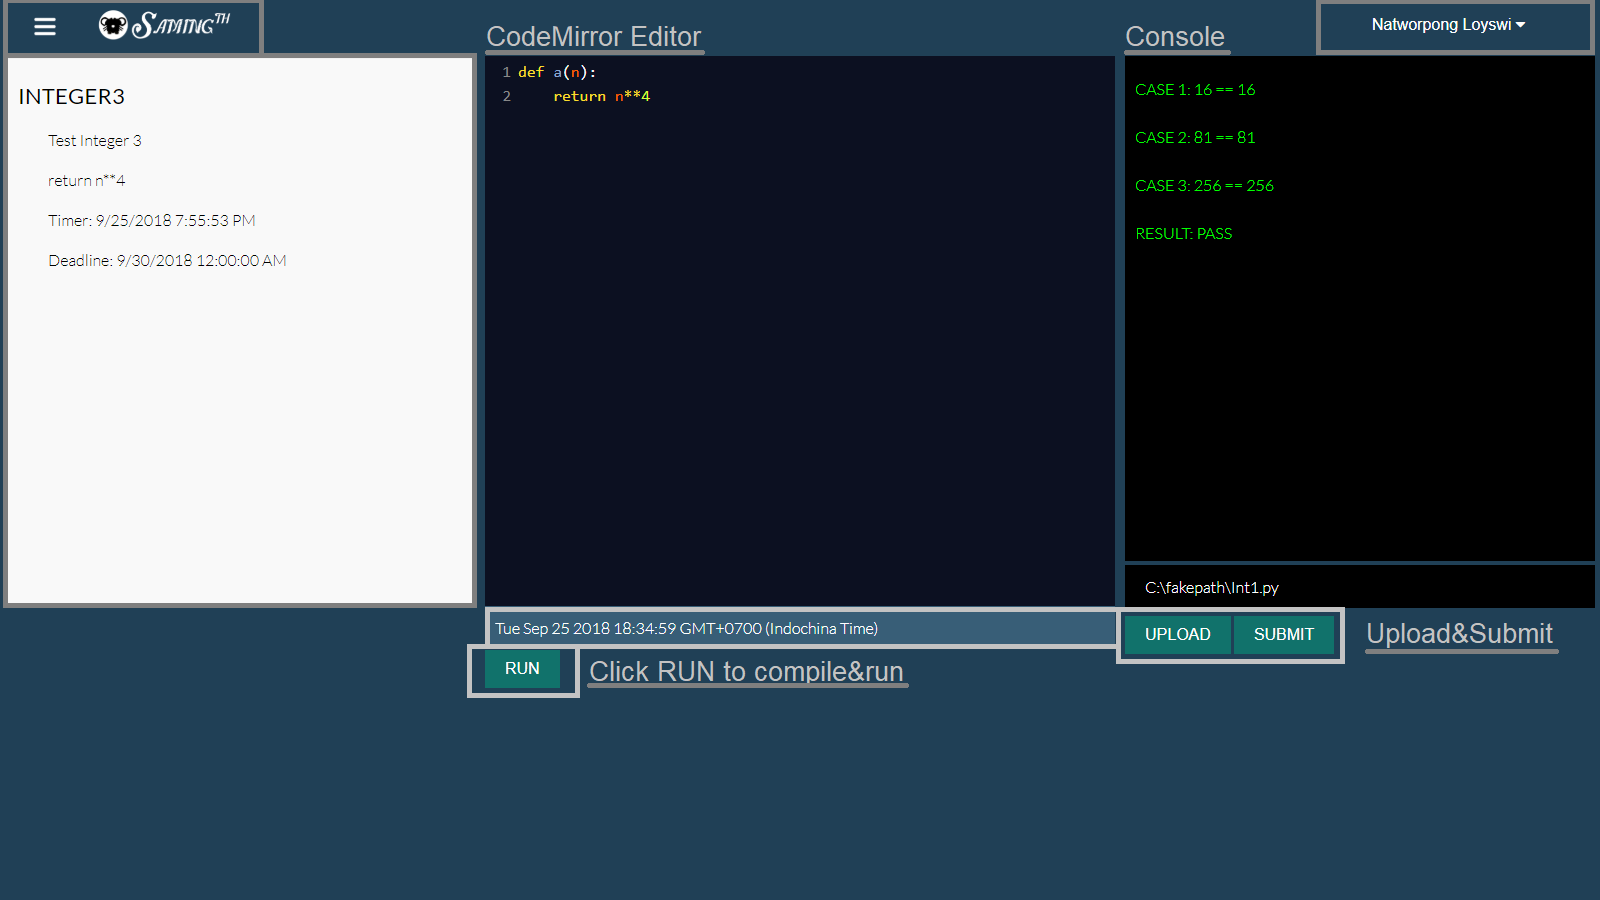 SamingTH
Natworpong Loyswi
CodeMirror Editor
Console
INTEGER3
Test Integer 3
return n**4
Timer: 9/25/2018 7:55:53 PM
Deadline: 9/30/2018 12:00:00 AM
1 def a(n):
2     return n**4
CASE 1: 16 == 16
CASE 2: 81 == 81
CASE 3: 256 == 256
RESULT: PASS
C:\fakepath\Int1.py
Tue Sep 25 2018 18:34:59 GMT+0700 (Indochina Time)
UPLOAD
SUBMIT
Upload&Submit
RUN
Click RUN to compile&run